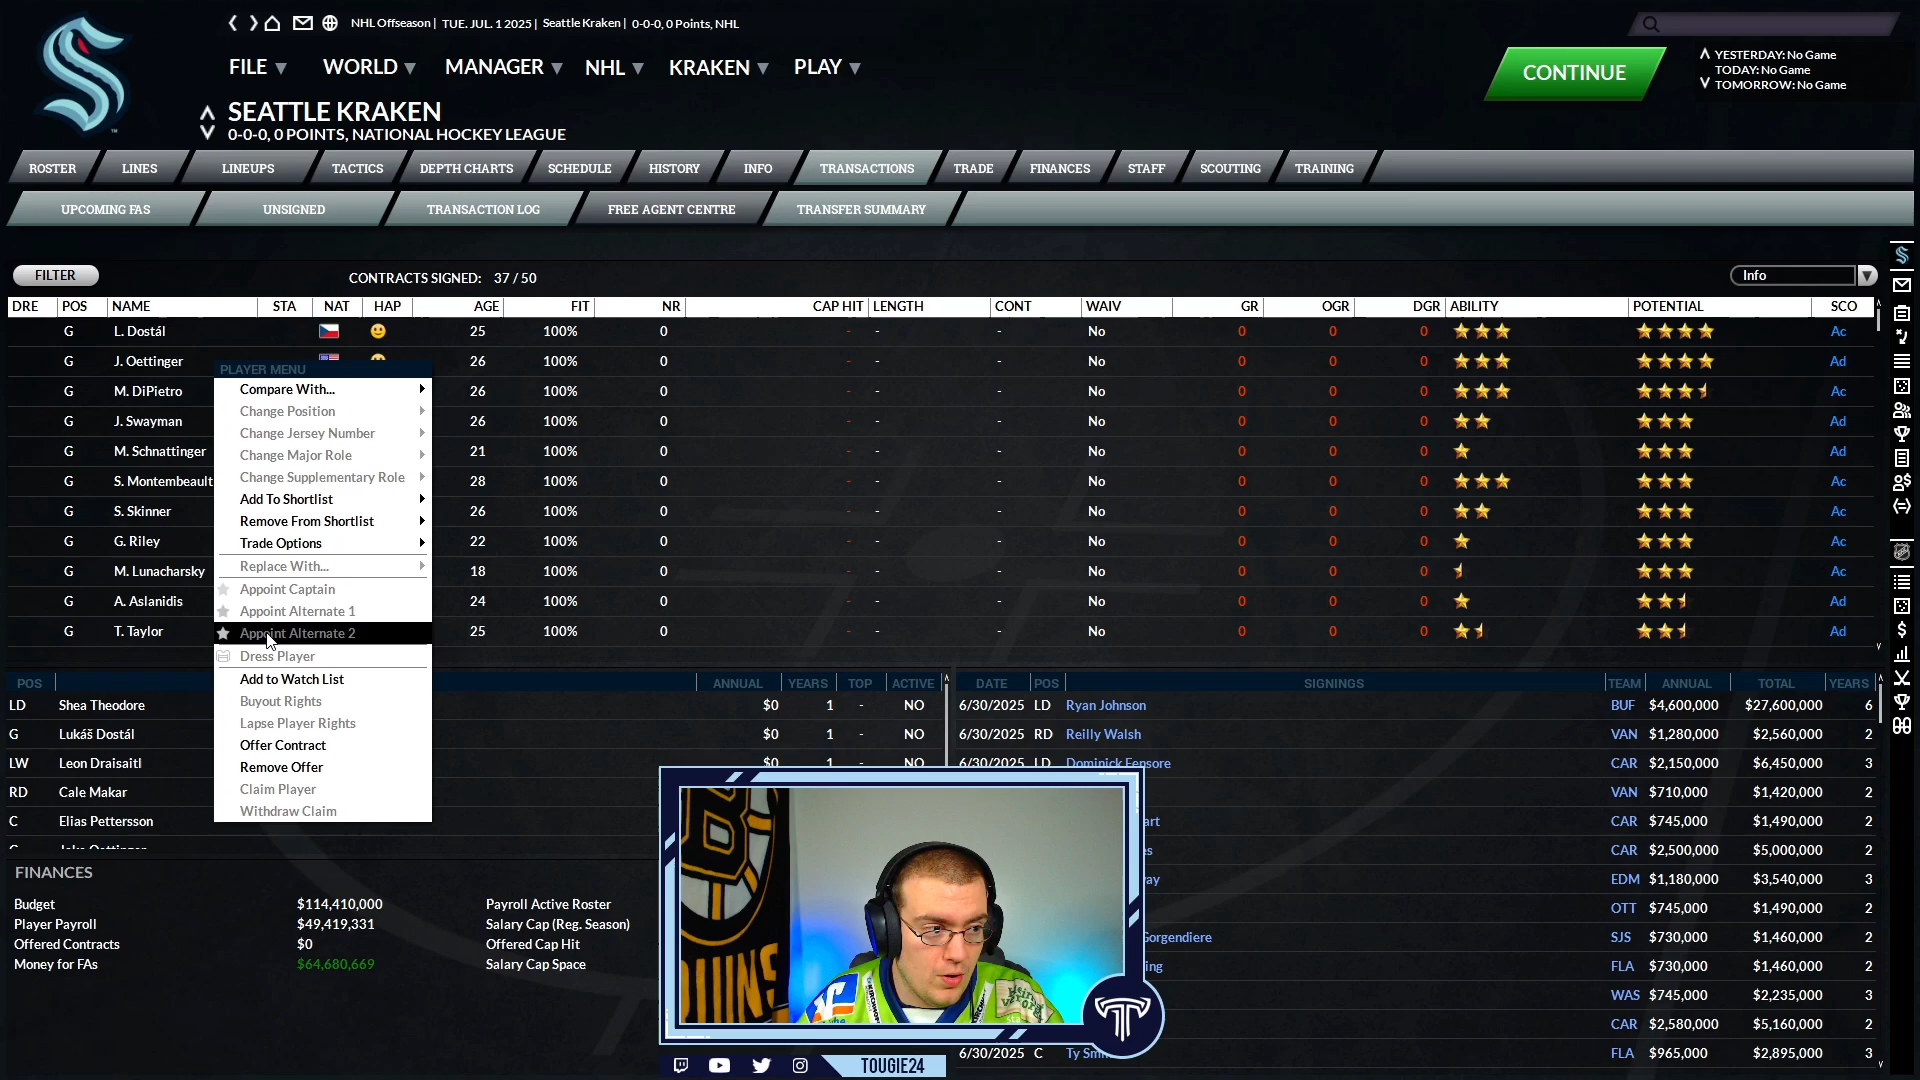 NHL Offseason | TUE. JUL. 1 2025 | Seattle Kraken | 0-0-0, 0 Points, NHL
FILE WORLD MANAGER NHL KRAKEN PLAY
CONTINUE
YESTERDAY: No Game
TODAY: No Game
TOMORROW: No Game
SEATTLE KRAKEN
0-0-0, 0 POINTS, NATIONAL HOCKEY LEAGUE
ROSTER LINES LINEUPS TACTICS DEPTH CHARTS SCHEDULE HISTORY INFO TRANSACTIONS TRADE FINANCES STAFF SCOUTING TRAINING
UPCOMING FAS UNSIGNED TRANSACTION LOG FREE AGENT CENTRE TRANSFER SUMMARY
FILTER CONTRACTS SIGNED: 37 / 50 Info
DRE POS NAME STA NAT HAP AGE FIT NR CAP HIT LENGTH CONT WAIV GR OGR DGR ABILITY POTENTIAL SCO
G L. Dostál 25 100% 0 - - - No 0 0 0 Ac
G J. Oettinger 26 100% 0 - - - No 0 0 0 Ad
G M. DiPietro 26 100% 0 - - - No 0 0 0 Ac
G J. Swayman 26 100% 0 - - - No 0 0 0 Ad
G M. Schnattinger 21 100% 0 - - - No 0 0 0 Ad
G S. Montembeault 28 100% 0 - - - No 0 0 0 Ac
G S. Skinner 26 100% 0 - - - No 0 0 0 Ac
G G. Riley 22 100% 0 - - - No 0 0 0 Ac
G M. Lunacharsky 18 100% 0 - - - No 0 0 0 Ac
G A. Aslanidis 24 100% 0 - - - No 0 0 0 Ad
G T. Taylor 25 100% 0 - - - No 0 0 0 Ad
PLAYER MENU
Compare With...
Change Position
Change Jersey Number
Change Major Role
Change Supplementary Role
Add To Shortlist
Remove From Shortlist
Trade Options
Replace With...
Appoint Captain
Appoint Alternate 1
Appoint Alternate 2
Dress Player
Add to Watch List
Buyout Rights
Lapse Player Rights
Offer Contract
Remove Offer
Claim Player
Withdraw Claim
POS ANNUAL YEARS TOP ACTIVE
LD Shea Theodore $0 1 - NO
G Lukáš Dostál $0 1 - NO
LW Leon Draisaitl $0 1 - NO
RD Cale Makar
C Elias Pettersson
DATE POS SIGNINGS TEAM ANNUAL TOTAL YEARS
6/30/2025 LD Ryan Johnson BUF $4,600,000 $27,600,000 6
6/30/2025 RD Reilly Walsh VAN $1,280,000 $2,560,000 2
6/30/2025 LD Dominick Fensore CAR $2,150,000 $6,450,000 3
VAN $710,000 $1,420,000 2
art CAR $745,000 $1,490,000 2
es CAR $2,500,000 $5,000,000 2
way EDM $1,180,000 $3,540,000 3
OTT $745,000 $1,490,000 2
Gorgendiere SJS $730,000 $1,460,000 2
ing FLA $730,000 $1,460,000 2
WAS $745,000 $2,235,000 3
CAR $2,580,000 $5,160,000 2
6/30/2025 C Ty FLA $965,000 $2,895,000 3
FINANCES
Budget $114,410,000 Payroll Active Roster
Player Payroll $49,419,331 Salary Cap (Reg. Season)
Offered Contracts $0 Offered Cap Hit
Money for FAs $64,680,669 Salary Cap Space
TOUGIE24